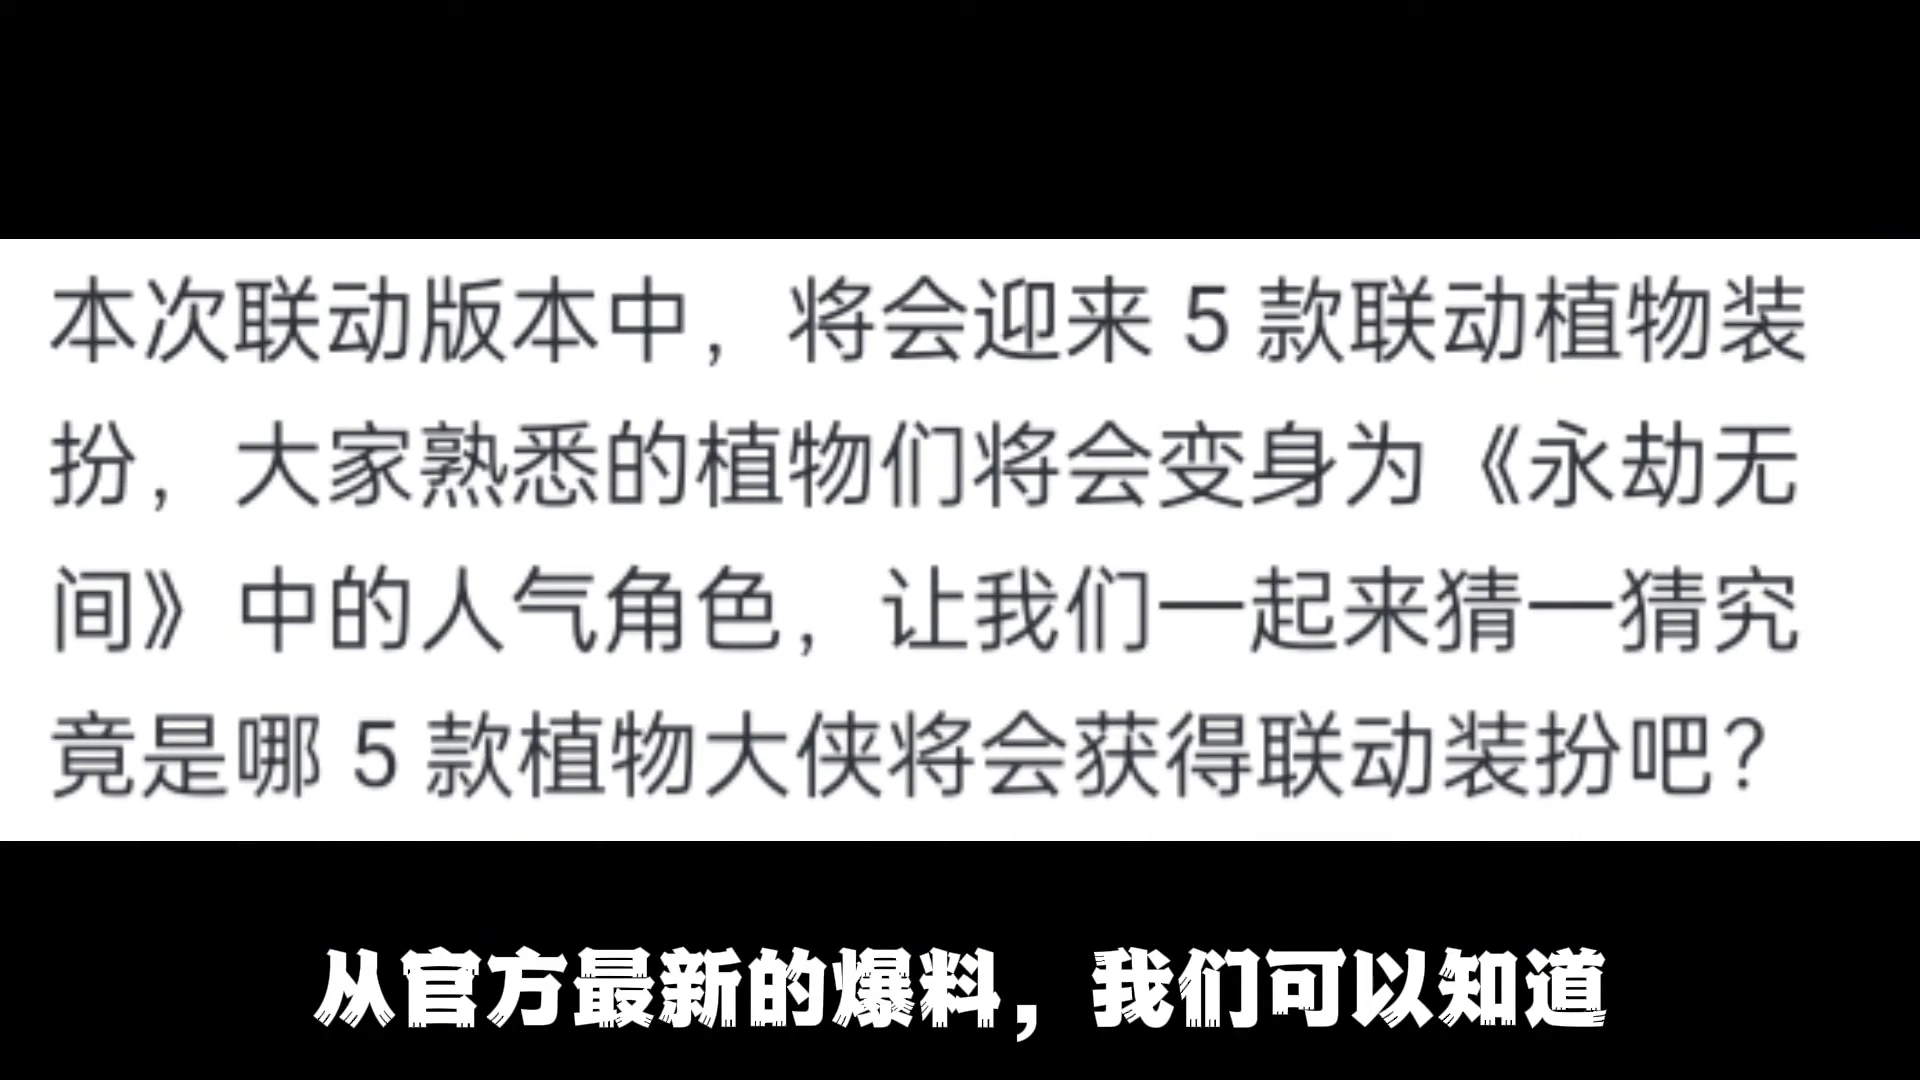 本次联动版本中，将会迎来 5 款联动植物装
扮，大家熟悉的植物们将会变身为《永劫无
间》中的人气角色，让我们一起来猜一猜究
竟是哪 5 款植物大侠将会获得联动装扮吧？
从官方最新的爆料，我们可以知道